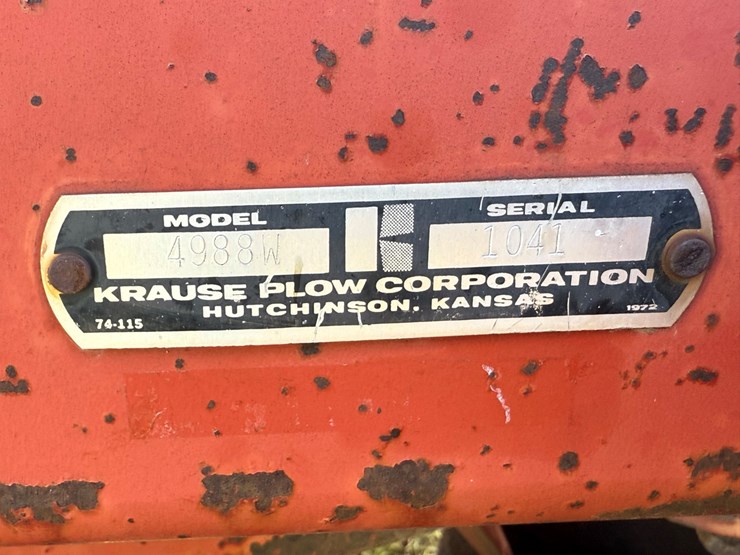 MODEL SERIAL
4988W 1041
KRAUSE PLOW CORPORATION
HUTCHINSON, KANSAS
74-115 1972